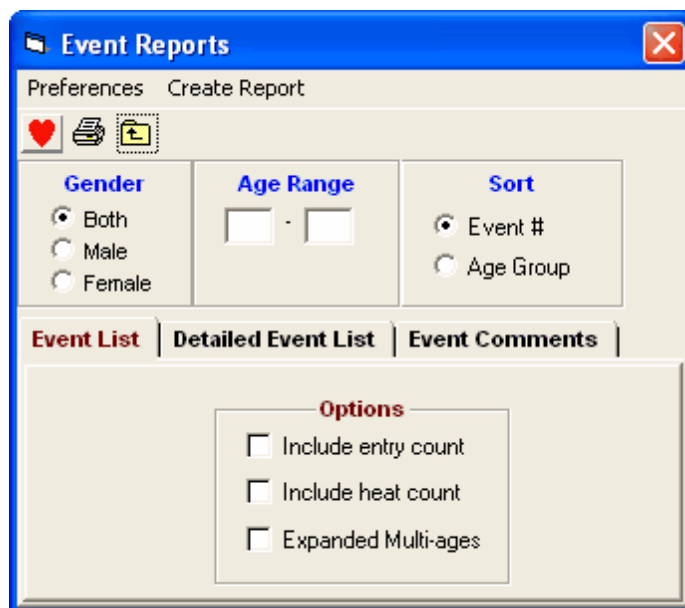 Event Reports
Preferences Create Report
Gender
Both
Male
Female
Age Range
-
Sort
Event #
Age Group
Event List Detailed Event List Event Comments
Options
Include entry count
Include heat count
Expanded Multi-ages